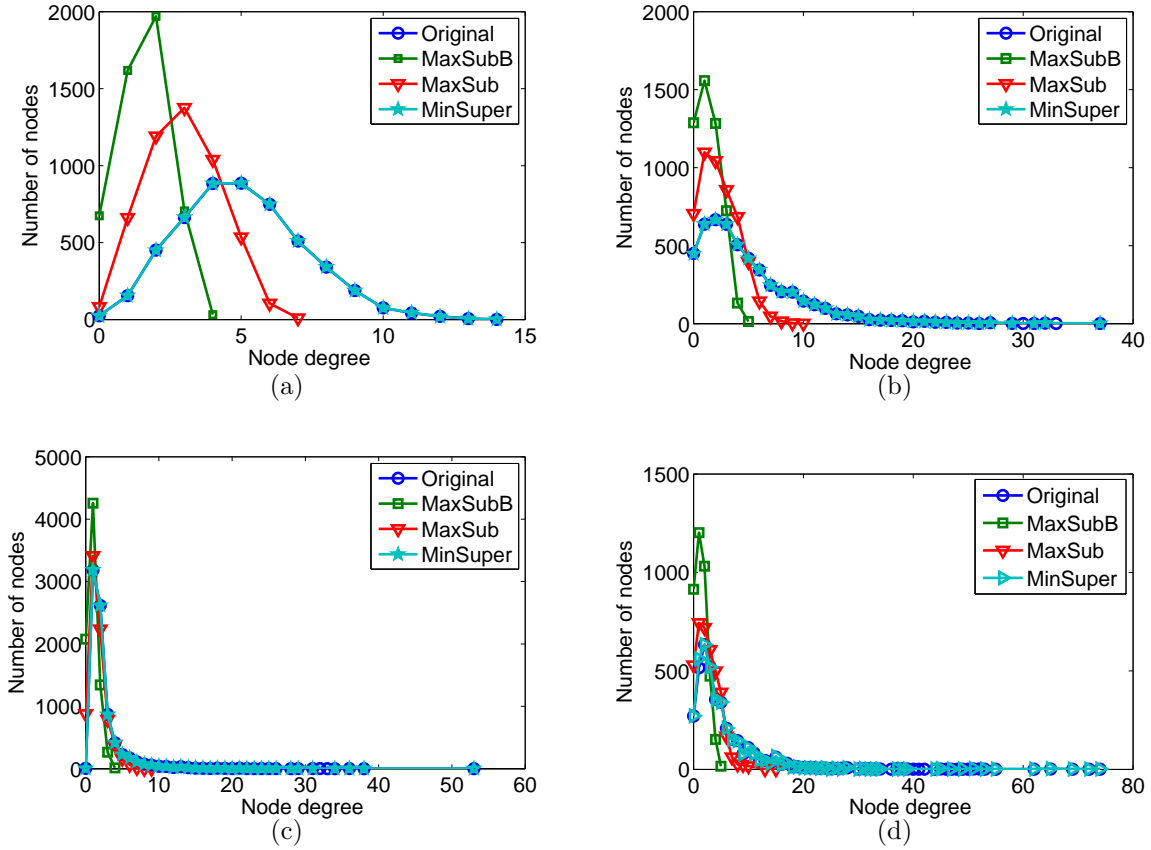 2000
1500
1000
500
0
0
5
10
15
Number of nodes
Node degree
Original
MaxSubB
MaxSub
MinSuper
(a)
2000
1500
1000
500
0
0
10
20
30
40
Number of nodes
Node degree
Original
MaxSubB
MaxSub
MinSuper
(b)
5000
4000
3000
2000
1000
0
0
10
20
30
40
50
60
Number of nodes
Node degree
Original
MaxSubB
MaxSub
MinSuper
(c)
1500
1000
500
0
0
20
40
60
80
Number of nodes
Node degree
Original
MaxSubB
MaxSub
MinSuper
(d)